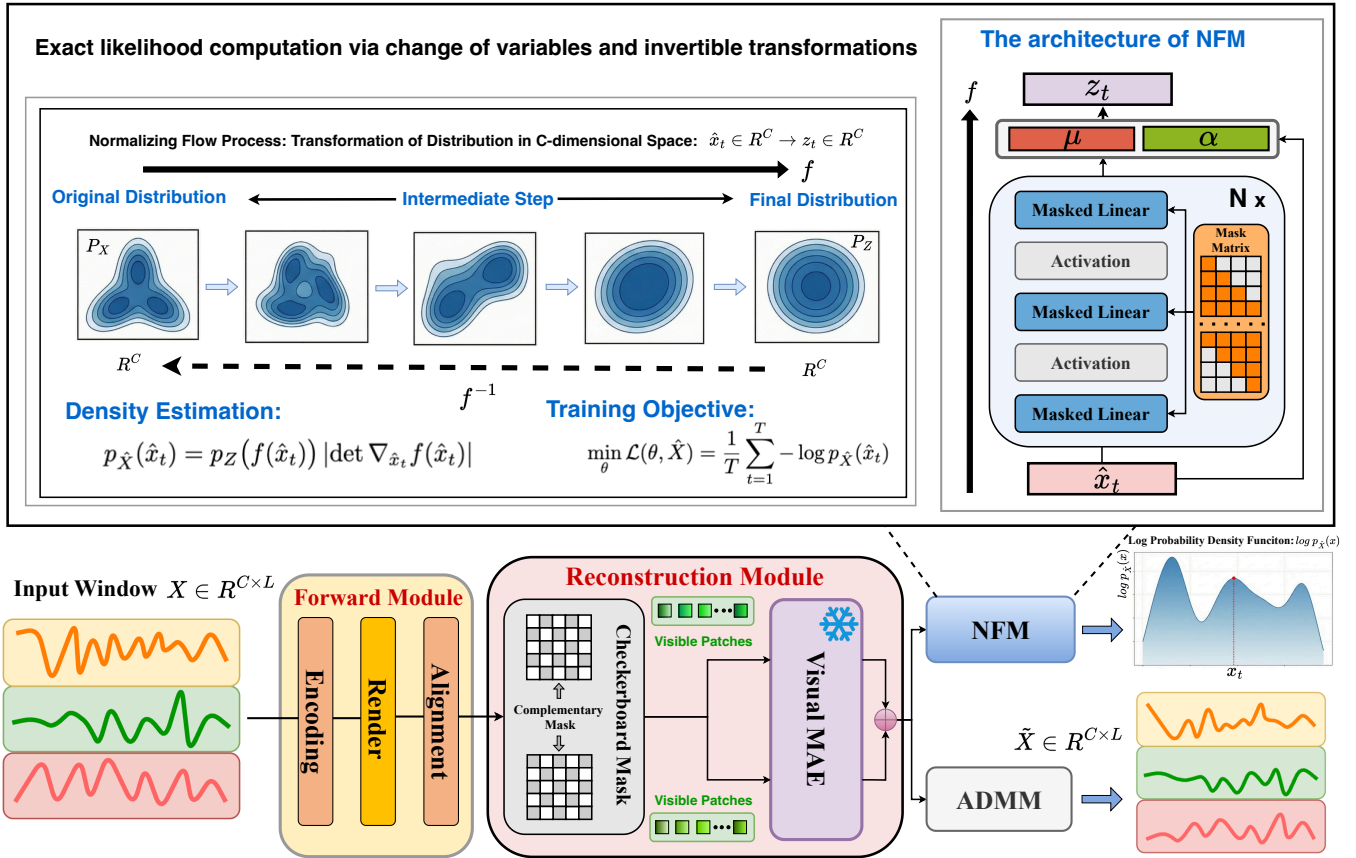 Exact likelihood computation via change of variables and invertible transformations
Normalizing Flow Process: Transformation of Distribution in C-dimensional Space: x̂_t ∈ R^C → z_t ∈ R^C
f
Original Distribution
Intermediate Step
Final Distribution
P_X
P_Z
R^C
R^C
f^{-1}
Density Estimation:
p_X̂(x̂_t) = p_Z(f(x̂_t)) |det ∇_{x̂_t} f(x̂_t)|
Training Objective:
min_θ L(θ, X̂) = 1/T ∑_{t=1}^{T} − log p_X̂(x̂_t)
The architecture of NFM
f
z_t
μ
α
N x
Masked Linear
Activation
Masked Linear
Activation
Masked Linear
Mask
Matrix
x̂_t
Input Window X ∈ R^{C×L}
Forward Module
Encoding
Render
Alignment
Reconstruction Module
Complementary
Mask
Checkerboard Mask
Visible Patches
Visible Patches
Visual MAE
NFM
ADMM
Log Probability Density Funciton: log p_X̂(x)
log p_X̂(x)
x_t
X̃ ∈ R^{C×L}